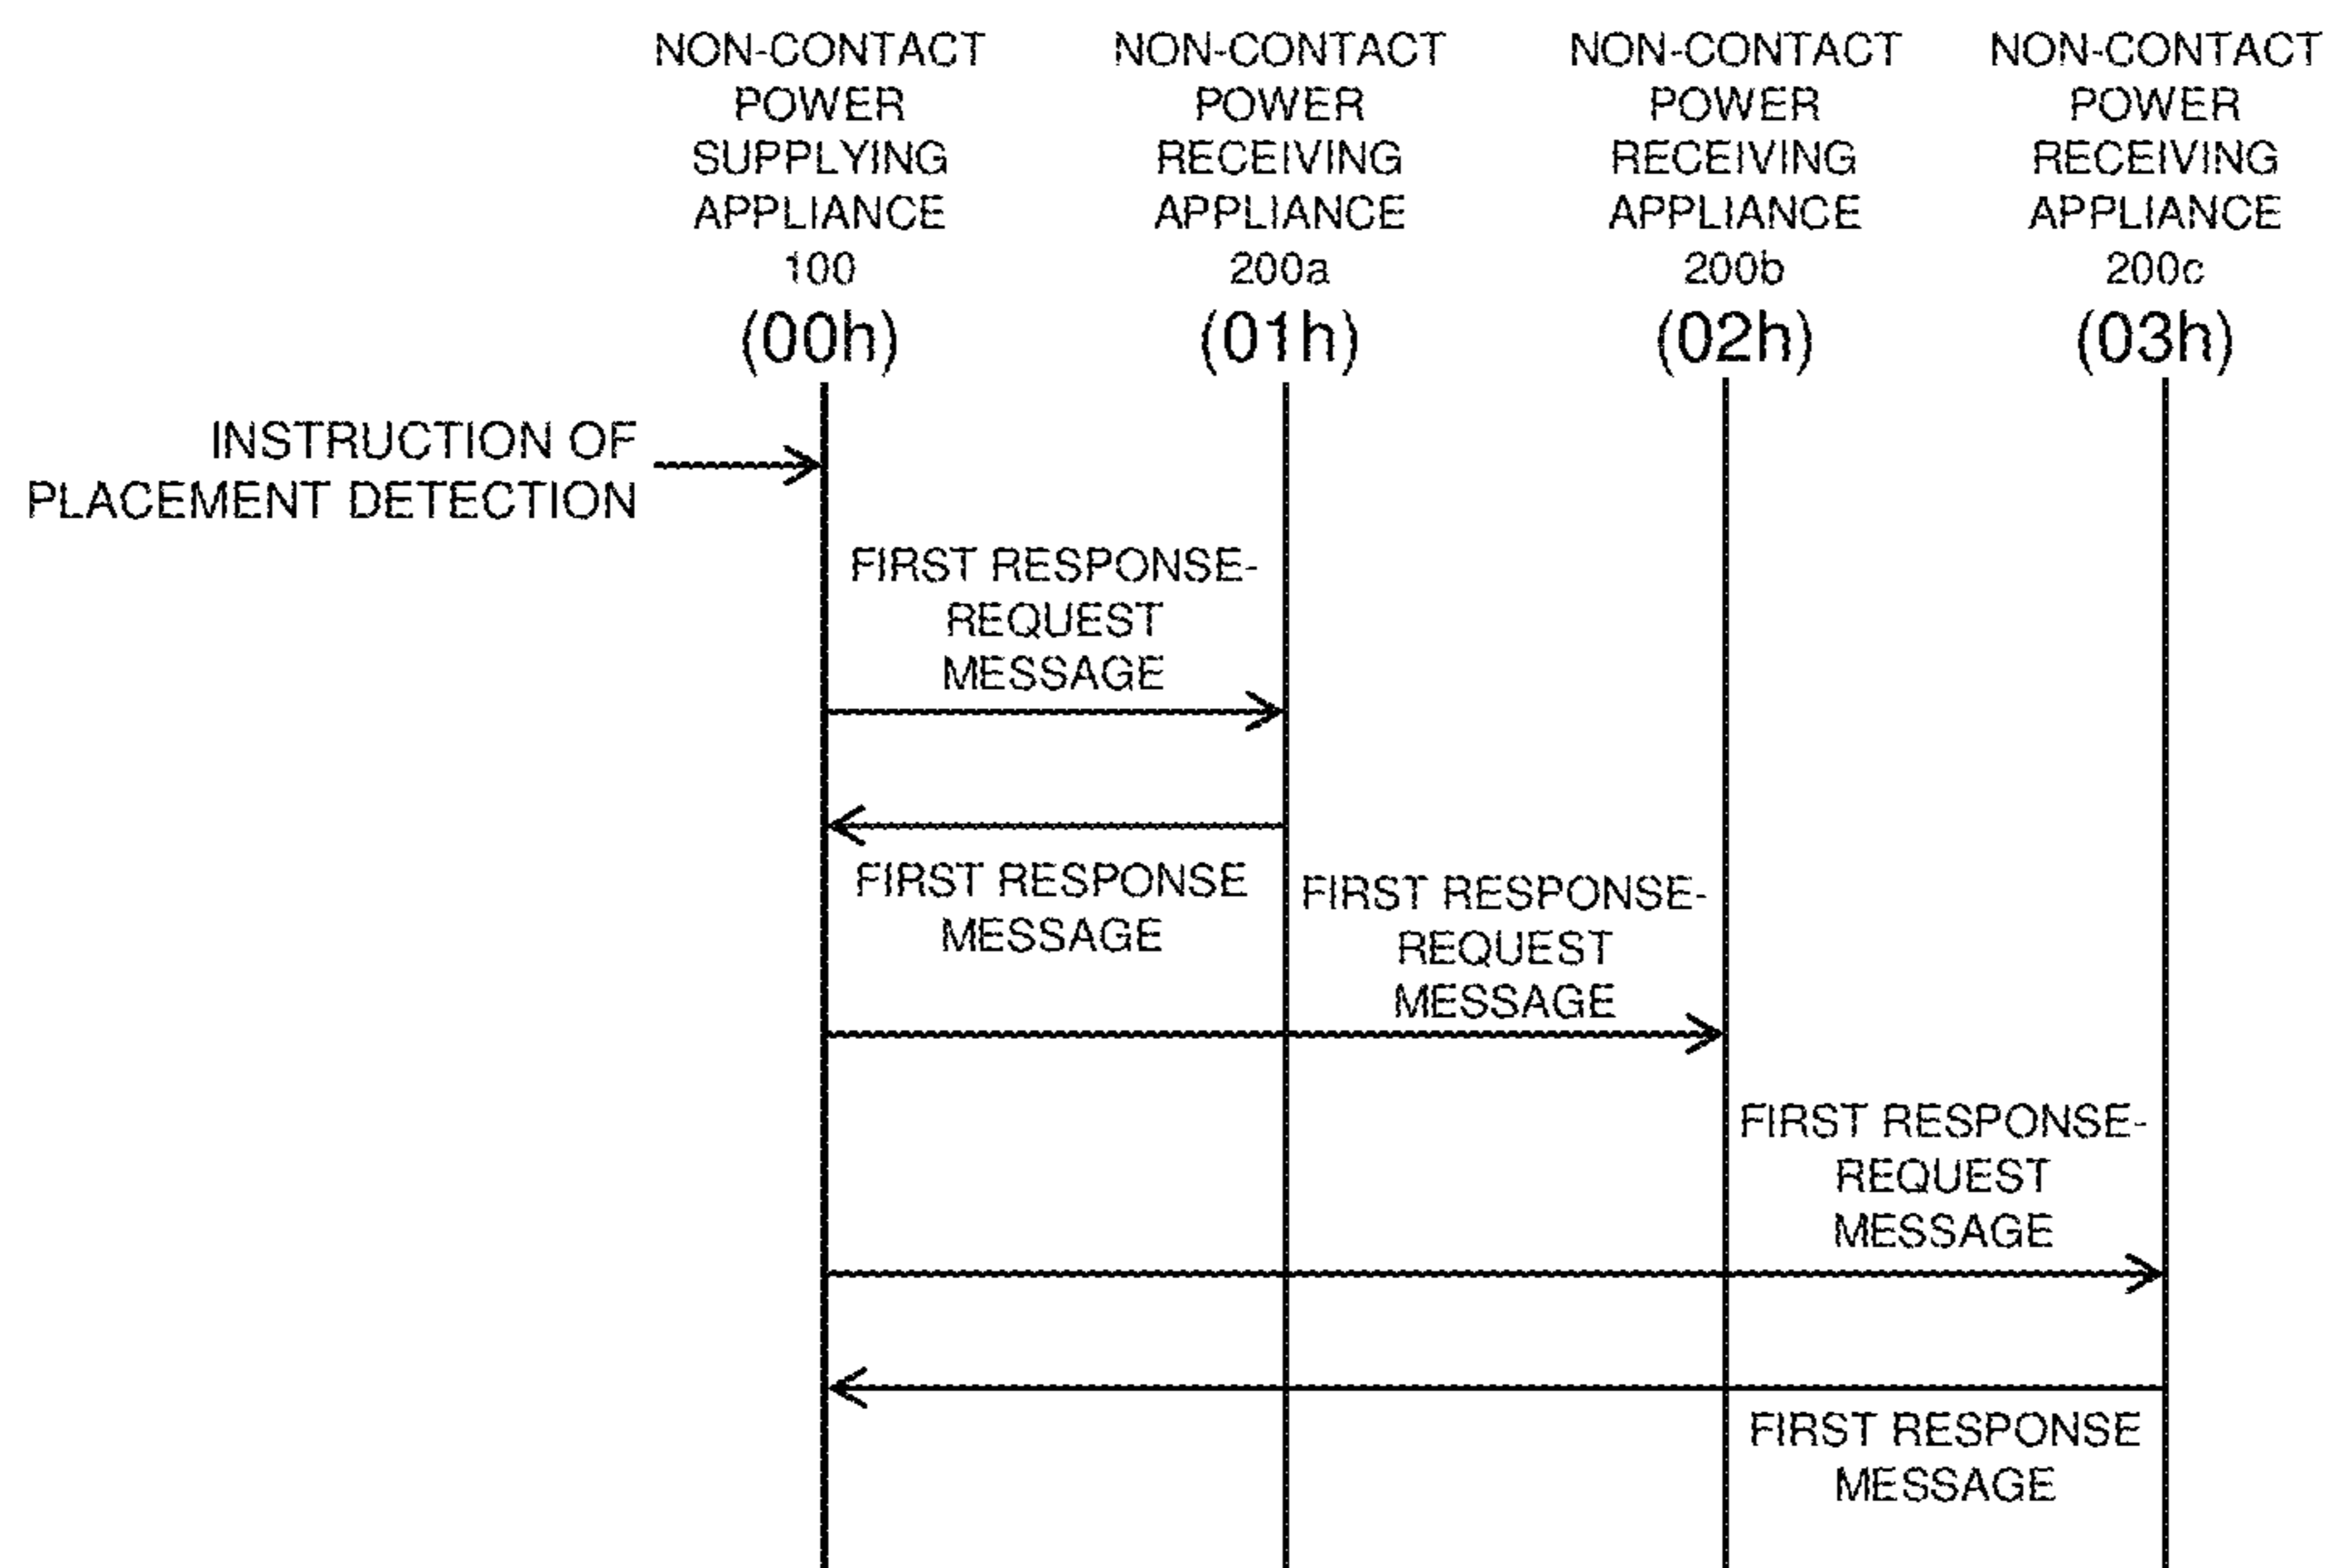 NON-CONTACT
POWER
SUPPLYING
APPLIANCE
100
(00h)
NON-CONTACT
POWER
RECEIVING
APPLIANCE
200a
(01h)
NON-CONTACT
POWER
RECEIVING
APPLIANCE
200b
(02h)
NON-CONTACT
POWER
RECEIVING
APPLIANCE
200c
(03h)
INSTRUCTION OF
PLACEMENT DETECTION
FIRST RESPONSE-
REQUEST
MESSAGE
FIRST RESPONSE
MESSAGE
FIRST RESPONSE-
REQUEST
MESSAGE
FIRST RESPONSE-
REQUEST
MESSAGE
FIRST RESPONSE
MESSAGE